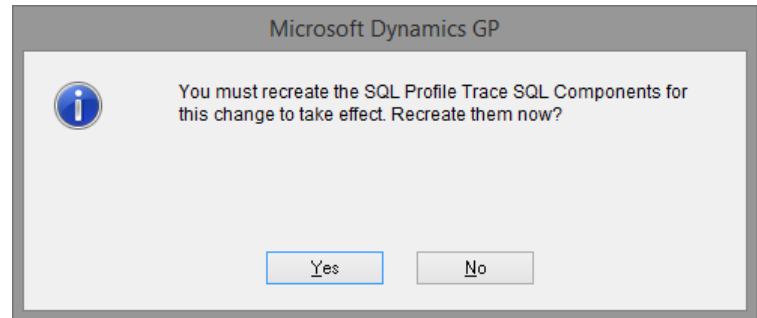 Microsoft Dynamics GP
You must recreate the SQL Profile Trace SQL Components for
this change to take effect. Recreate them now?
Yes
No